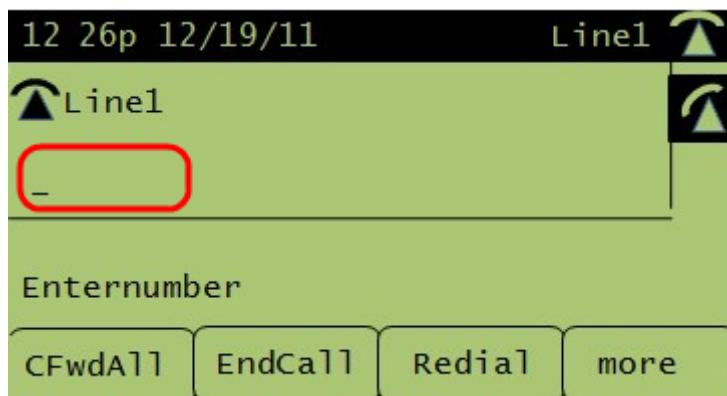 12 26p 12/19/11 Line1
Line1
_
Enternumber
CFwdAll EndCall Redial more